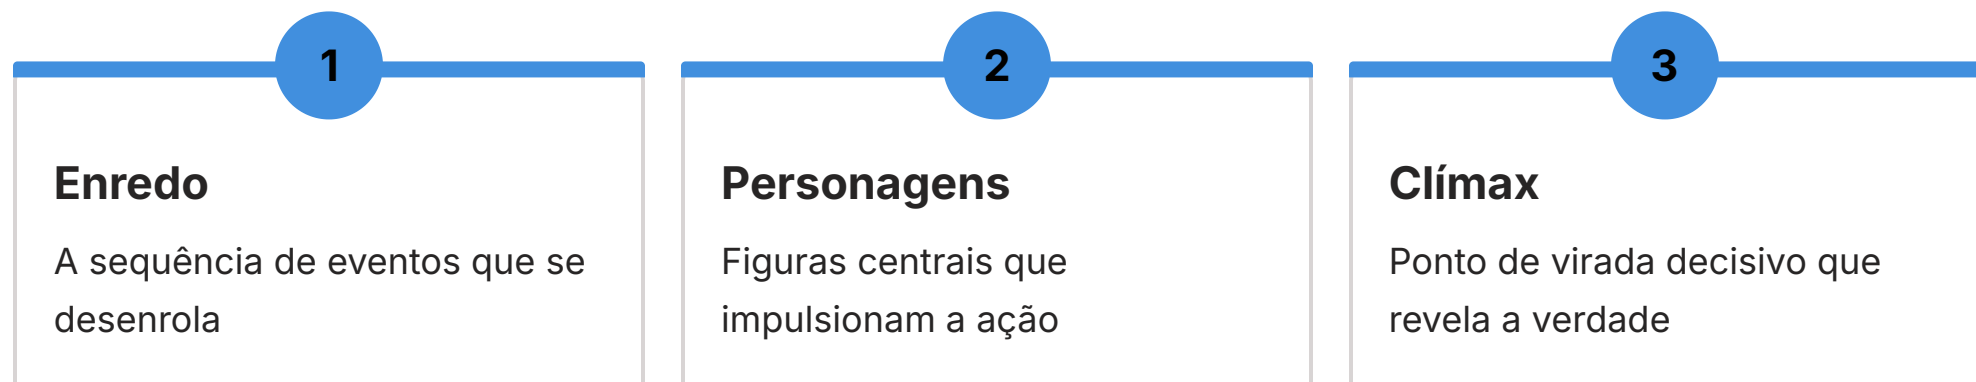 1
Enredo
A sequência de eventos que se
desenrola
2
Personagens
Figuras centrais que
impulsionam a ação
3
Clímax
Ponto de virada decisivo que
revela a verdade